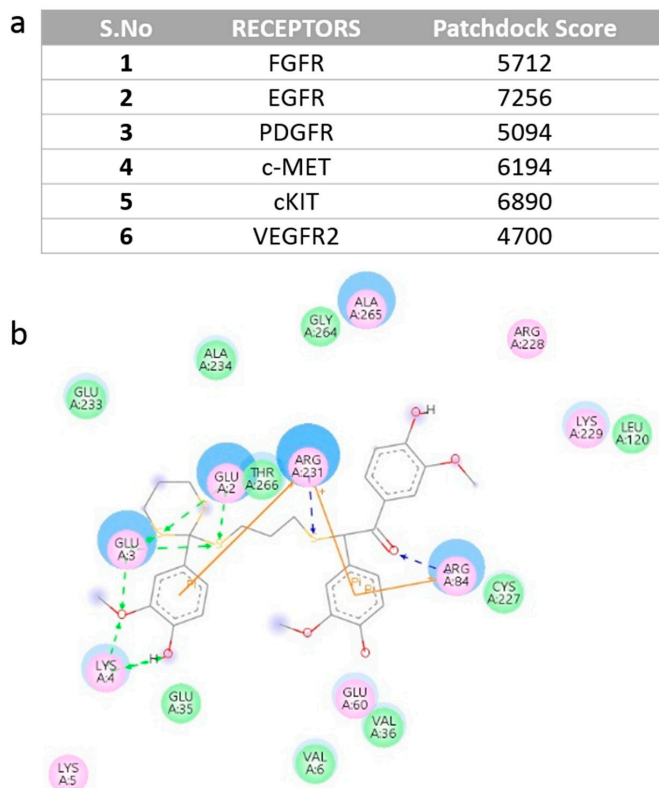 a
S.No RECEPTORS Patchdock Score
1 FGFR 5712
2 EGFR 7256
3 PDGFR 5094
4 c-MET 6194
5 cKIT 6890
6 VEGFR2 4700
b
ALA
A:265
GLY
A:264
ARG
A:228
ALA
A:234
GLU
A:233
LYS
A:229
LEU
A:120
O H
O
GLU
A:2
THR
A:266
ARG
A:231
+
S
S
S
S
O
GLU
A:3
ARG
A:84
CYS
A:227
Pi
Pi
Pi
O
O
O
H O
LYS
A:4
GLU
A:35
GLU
A:60
VAL
A:36
VAL
A:6
LYS
A:5